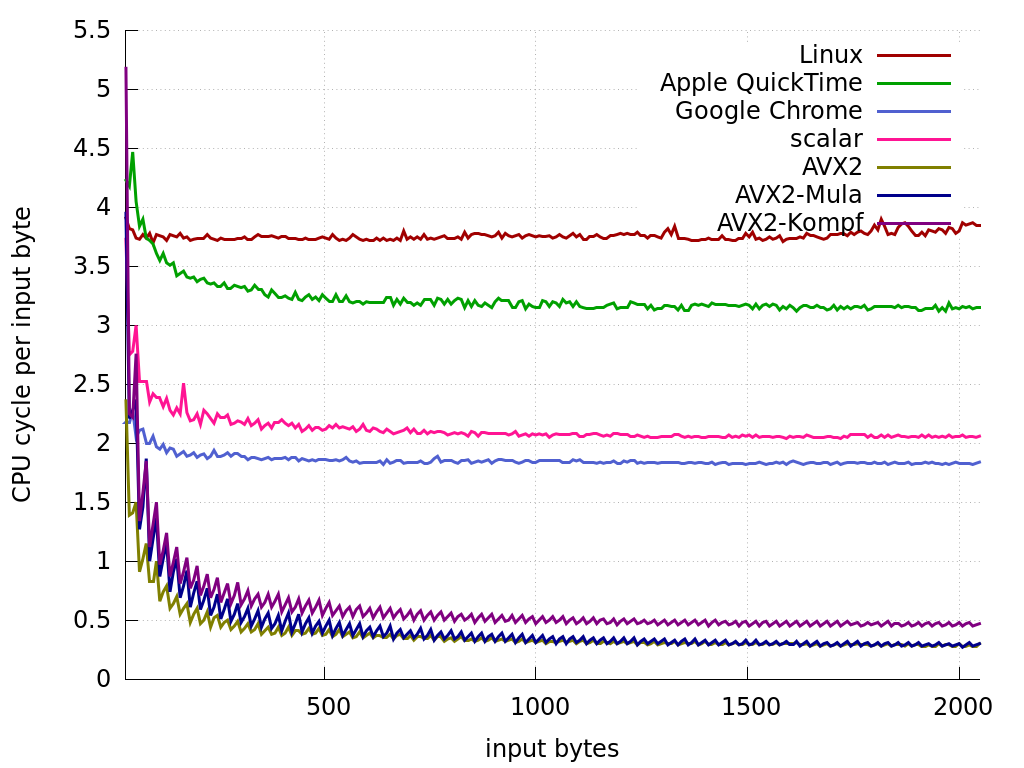 5.5
5
4.5
4
3.5
3
2.5
2
1.5
1
0.5
0
CPU cycle per input byte
Linux
Apple QuickTime
Google Chrome
scalar
AVX2
AVX2-Mula
AVX2-Kompf
500
1000
1500
2000
input bytes